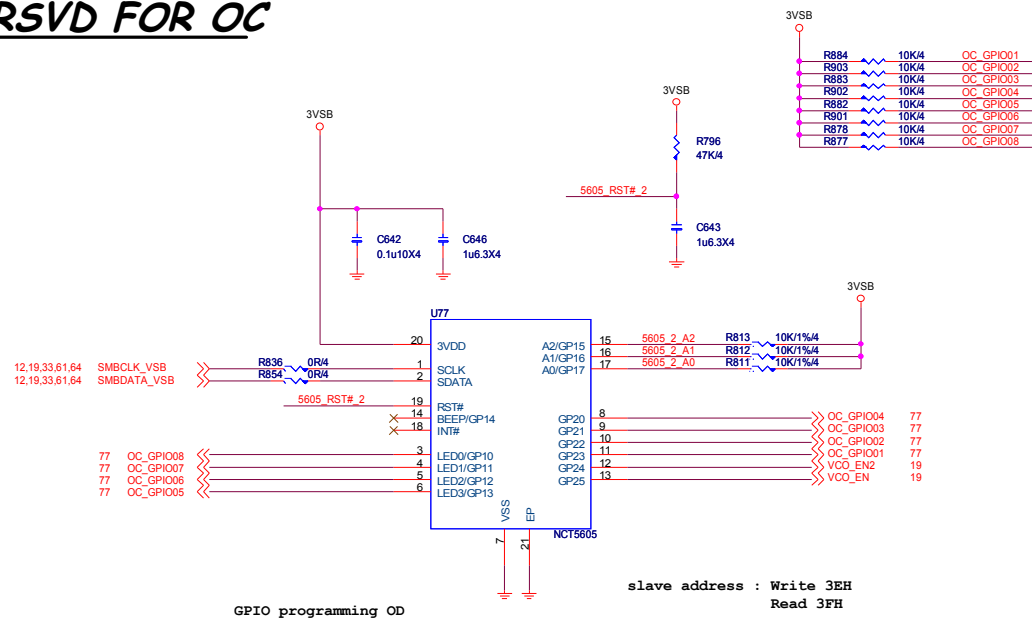 RSVD FOR OC
3VSB
R884 10K/4 OC_GPIO01
R903 10K/4 OC_GPIO02
R883 10K/4 OC_GPIO03
R902 10K/4 OC_GPIO04
R882 10K/4 OC_GPIO05
R901 10K/4 OC_GPIO06
R878 10K/4 OC_GPIO07
R877 10K/4 OC_GPIO08
3VSB
R796
47K/4
5605_RST#_2
C643
1u6.3X4
3VSB
C642
0.1u10X4
C646
1u6.3X4
3VSB
U77
20 3VDD
12,19,33,61,64 SMBCLK_VSB R836 0R/4 1 SCLK
12,19,33,61,64 SMBDATA_VSB R854 0R/4 2 SDATA
5605_RST#_2 19 RST#
14 BEEP/GP14
18 INT#
77 OC_GPIO08 3 LED0/GP10
77 OC_GPIO07 4 LED1/GP11
77 OC_GPIO06 5 LED2/GP12
77 OC_GPIO05 6 LED3/GP13
A2/GP15 15 5605_2_A2 R813 10K/1%/4
A1/GP16 16 5605_2_A1 R812 10K/1%/4
A0/GP17 17 5605_2_A0 R811 10K/1%/4
GP20 8 OC_GPIO04 77
GP21 9 OC_GPIO03 77
GP22 10 OC_GPIO02 77
GP23 11 OC_GPIO01 77
GP24 12 VCO_EN2 19
GP25 13 VCO_EN 19
VSS 7
EP 21
NCT5605
slave address : Write 3EH
Read 3FH
GPIO programming OD